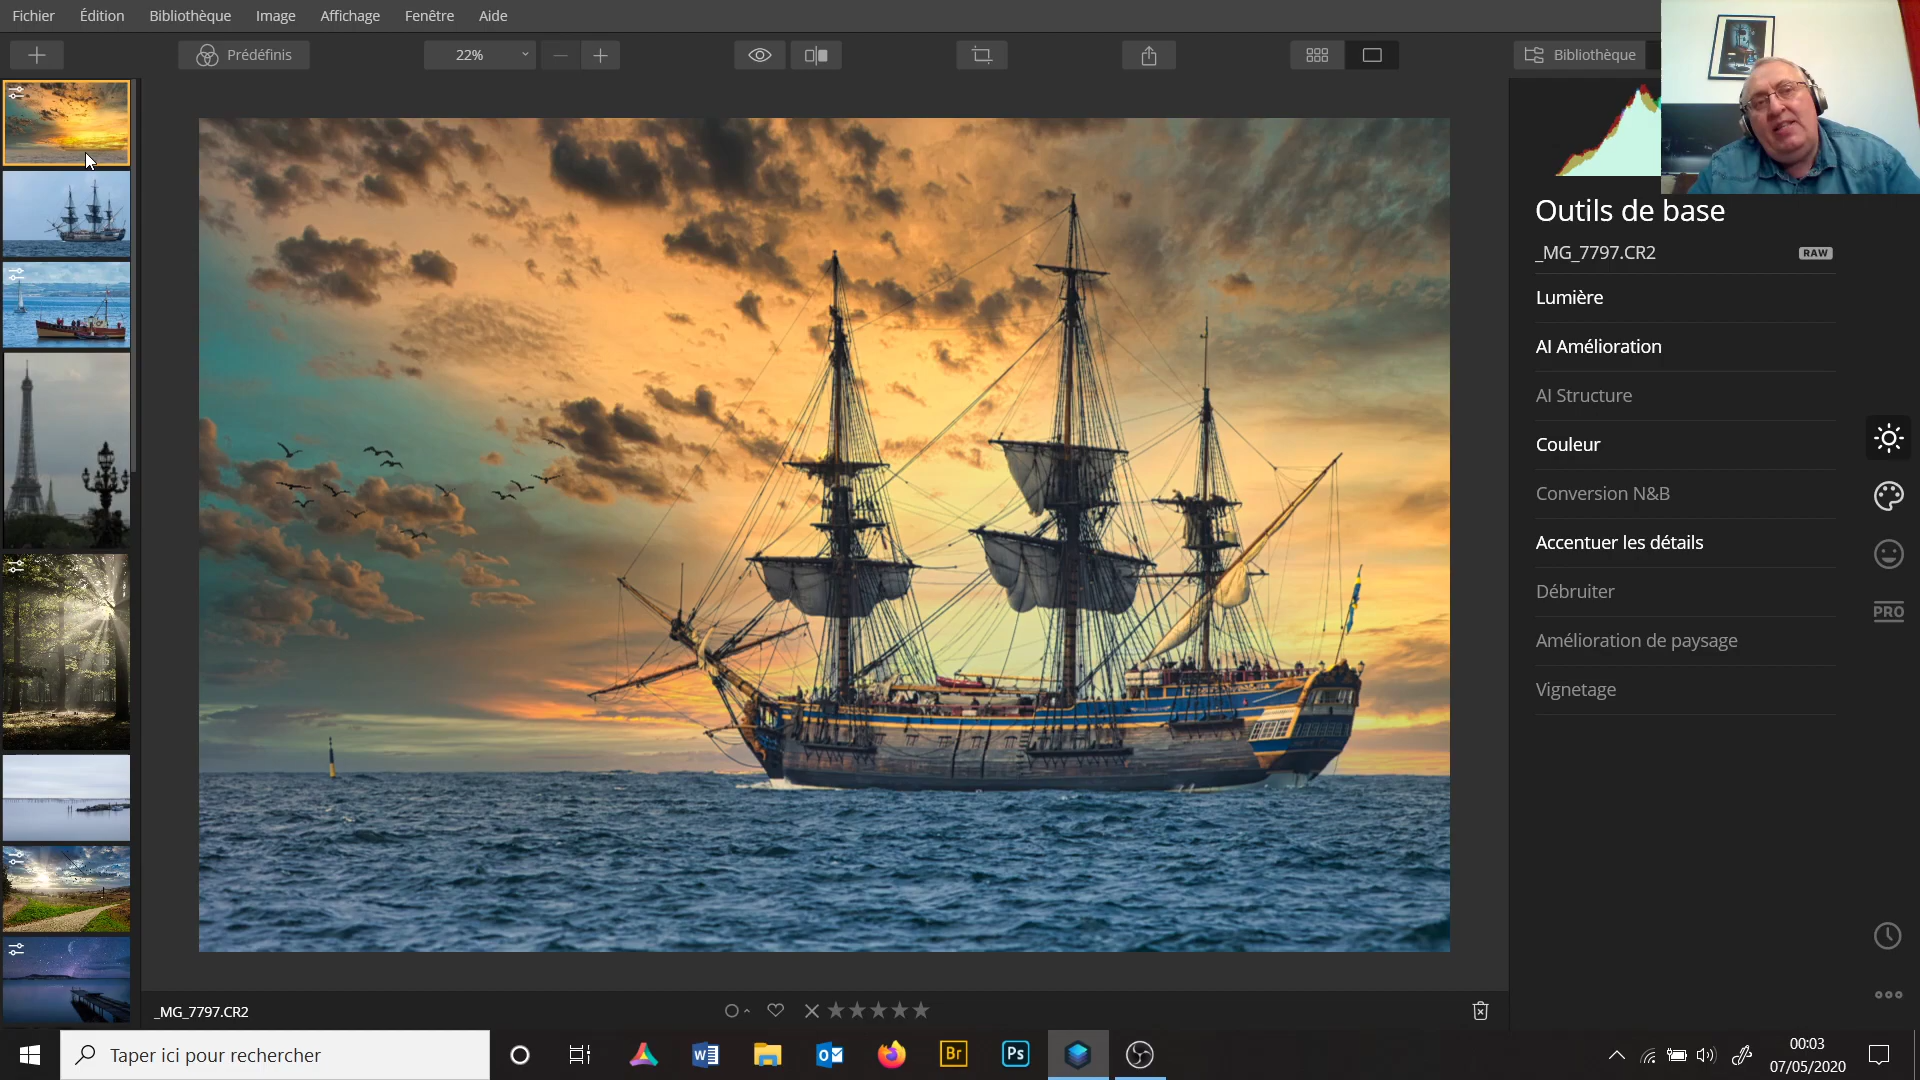 Fichier Édition Bibliothèque Image Affichage Fenêtre Aide
Prédéfinis 22% Bibliothèque
Outils de base
_MG_7797.CR2 RAW
Lumière
AI Amélioration
AI Structure
Couleur
Conversion N&B
Accentuer les détails
Débruiter
PRO
Amélioration de paysage
Vignetage
_MG_7797.CR2
Taper ici pour rechercher
Br
Ps
00:03
07/05/2020